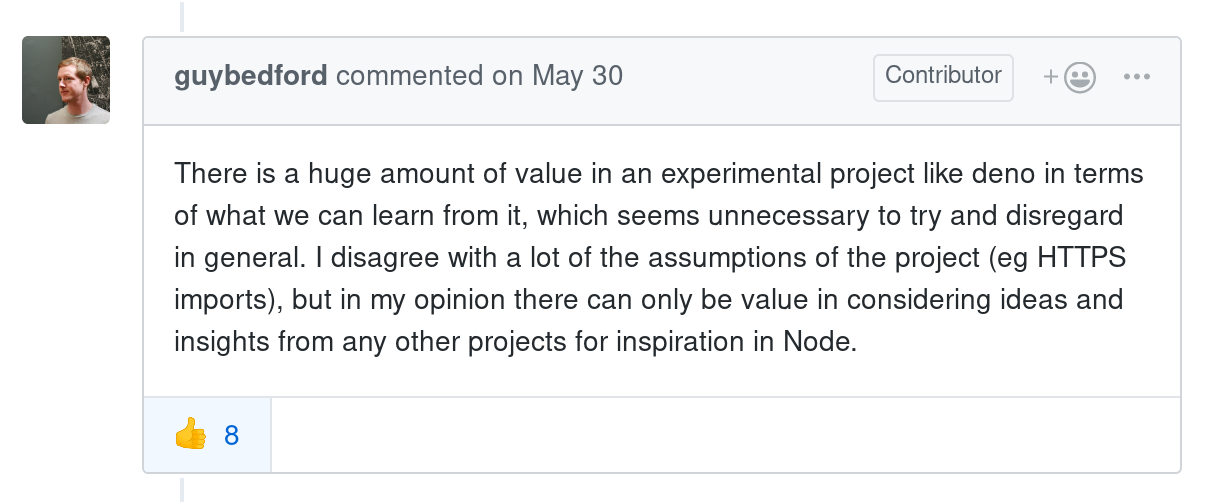 guybedford commented on May 30
Contributor
There is a huge amount of value in an experimental project like deno in terms
of what we can learn from it, which seems unnecessary to try and disregard
in general. I disagree with a lot of the assumptions of the project (eg HTTPS
imports), but in my opinion there can only be value in considering ideas and
insights from any other projects for inspiration in Node.
👍 8